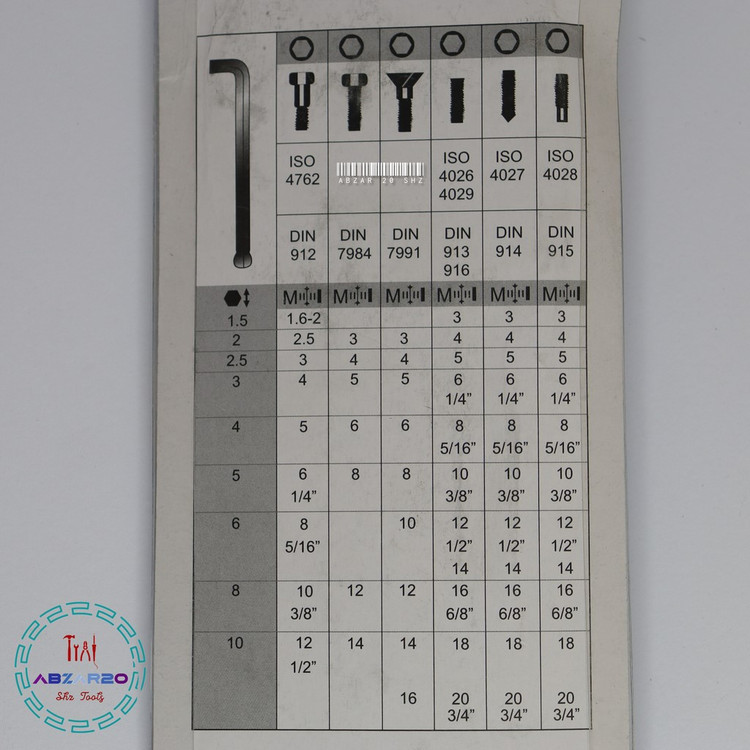 ISO 4762 ISO 4026 4029 ISO 4027 ISO 4028
ABZAR 20 SHZ
DIN 912 DIN 7984 DIN 7991 DIN 913 916 DIN 914 DIN 915
M M M M M M
1.5 1.6-2 3 3 3
2 2.5 3 3 4 4 4
2.5 3 4 4 5 5 5
3 4 5 5 6 6 6
1/4” 1/4” 1/4”
4 5 6 6 8 8 8
5/16” 5/16” 5/16”
5 6 8 8 10 10 10
1/4” 3/8” 3/8” 3/8”
6 8 10 12 12 12
5/16” 1/2” 1/2” 1/2”
14 14 14
8 10 12 12 16 16 16
3/8” 6/8” 6/8” 6/8”
10 12 14 14 18 18 18
1/2”
16 20 20 20
3/4” 3/4” 3/4”
ABZAR20
Shz Tools